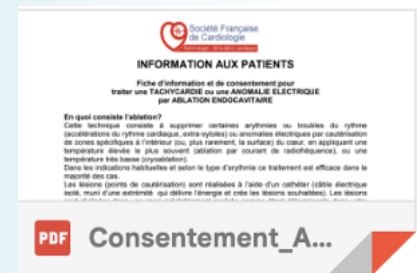 Société Française
de Cardiologie
INFORMATION AUX PATIENTS
Fiche d'information et de consentement pour
traiter une TACHYCARDIE ou une ANOMALIE ELECTRIQUE
par ABLATION ENDOCAVITAIRE
En quoi consiste l'ablation?
Cette technique consiste à supprimer certaines arythmies ou troubles du rythme
(accélérations du rythme cardiaque, extra-sytoles) ou anomalies électriques par cautérisation
de zones spécifiques à l'intérieur (ou, plus rarement, la surface) du cœur, en appliquant une
température élevée le plus souvent (ablation par courant de radiofréquence), ou une
température très basse (cryoablation).
Dans les indications habituelles et selon le type d'arythmie ce traitement est efficace dans la
majorité des cas.
Les lésions (points de cautérisation) sont réalisées à l'aide d'un cathéter (câble électrique
isolé, muni d'une extrémité qui délivre l'énergie et crée les lésions souhaitées). Les lésions
PDF Consentement_A...